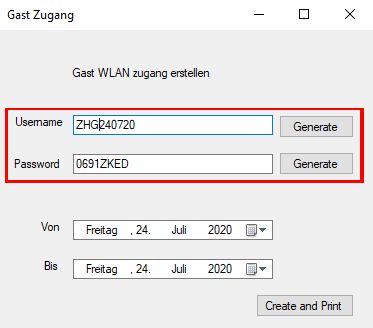 Gast Zugang
Gast WLAN zugang erstellen
Username ZHG240720 Generate
Password 0691ZKED Generate
Von Freitag , 24. Juli 2020
Bis Freitag , 24. Juli 2020
Create and Print